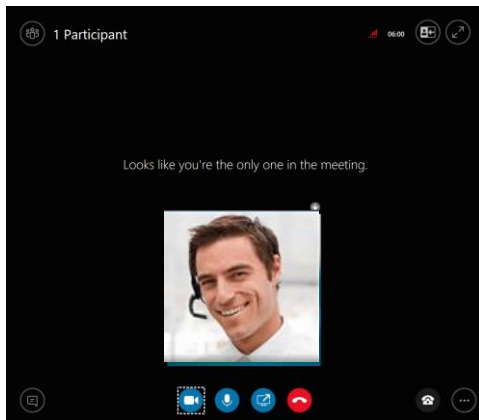 1 Participant
06:00
Looks like you're the only one in the meeting.